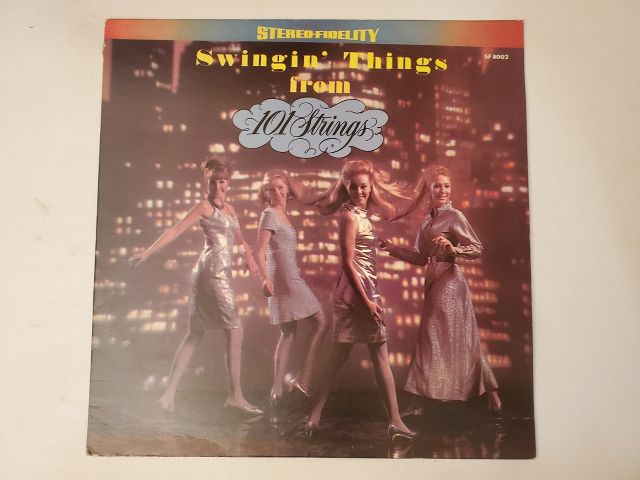 STEREO-FIDELITY
SF 8002
Swingin' Things
from
101 Strings